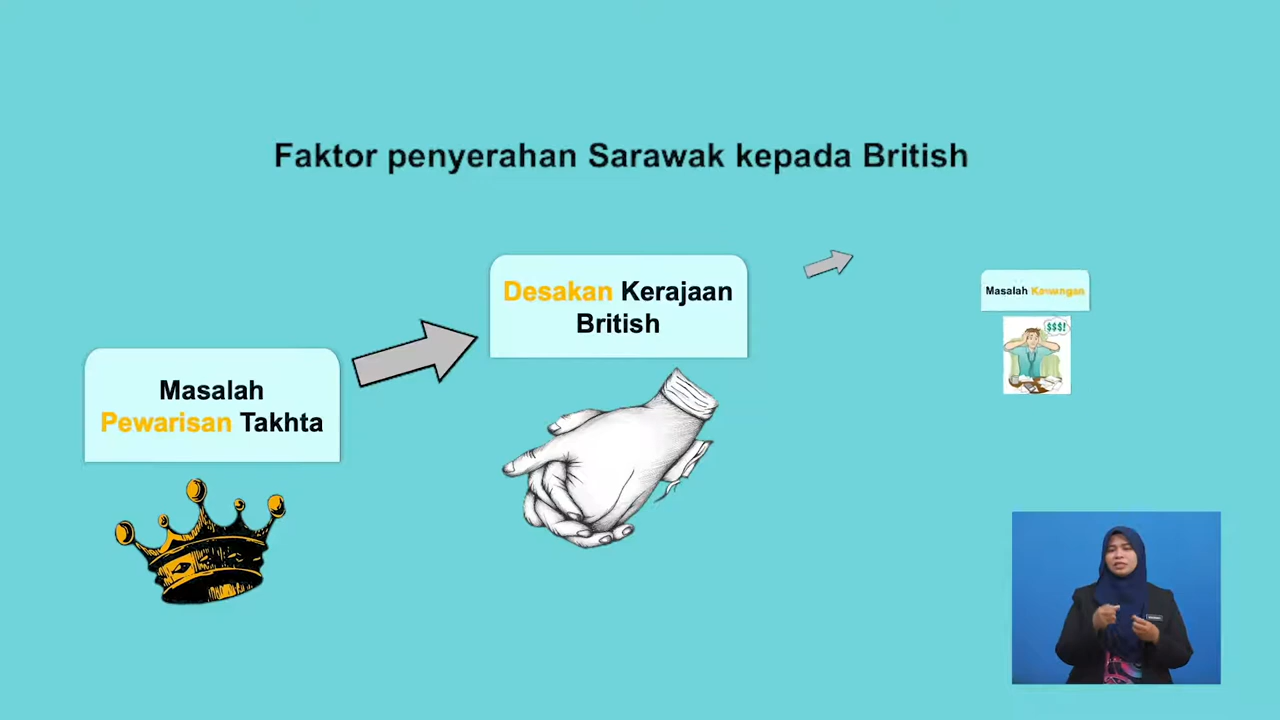 Faktor penyerahan Sarawak kepada British
Masalah
Pewarisan Takhta
Desakan Kerajaan
British
Masalah Kewangan
$$$!